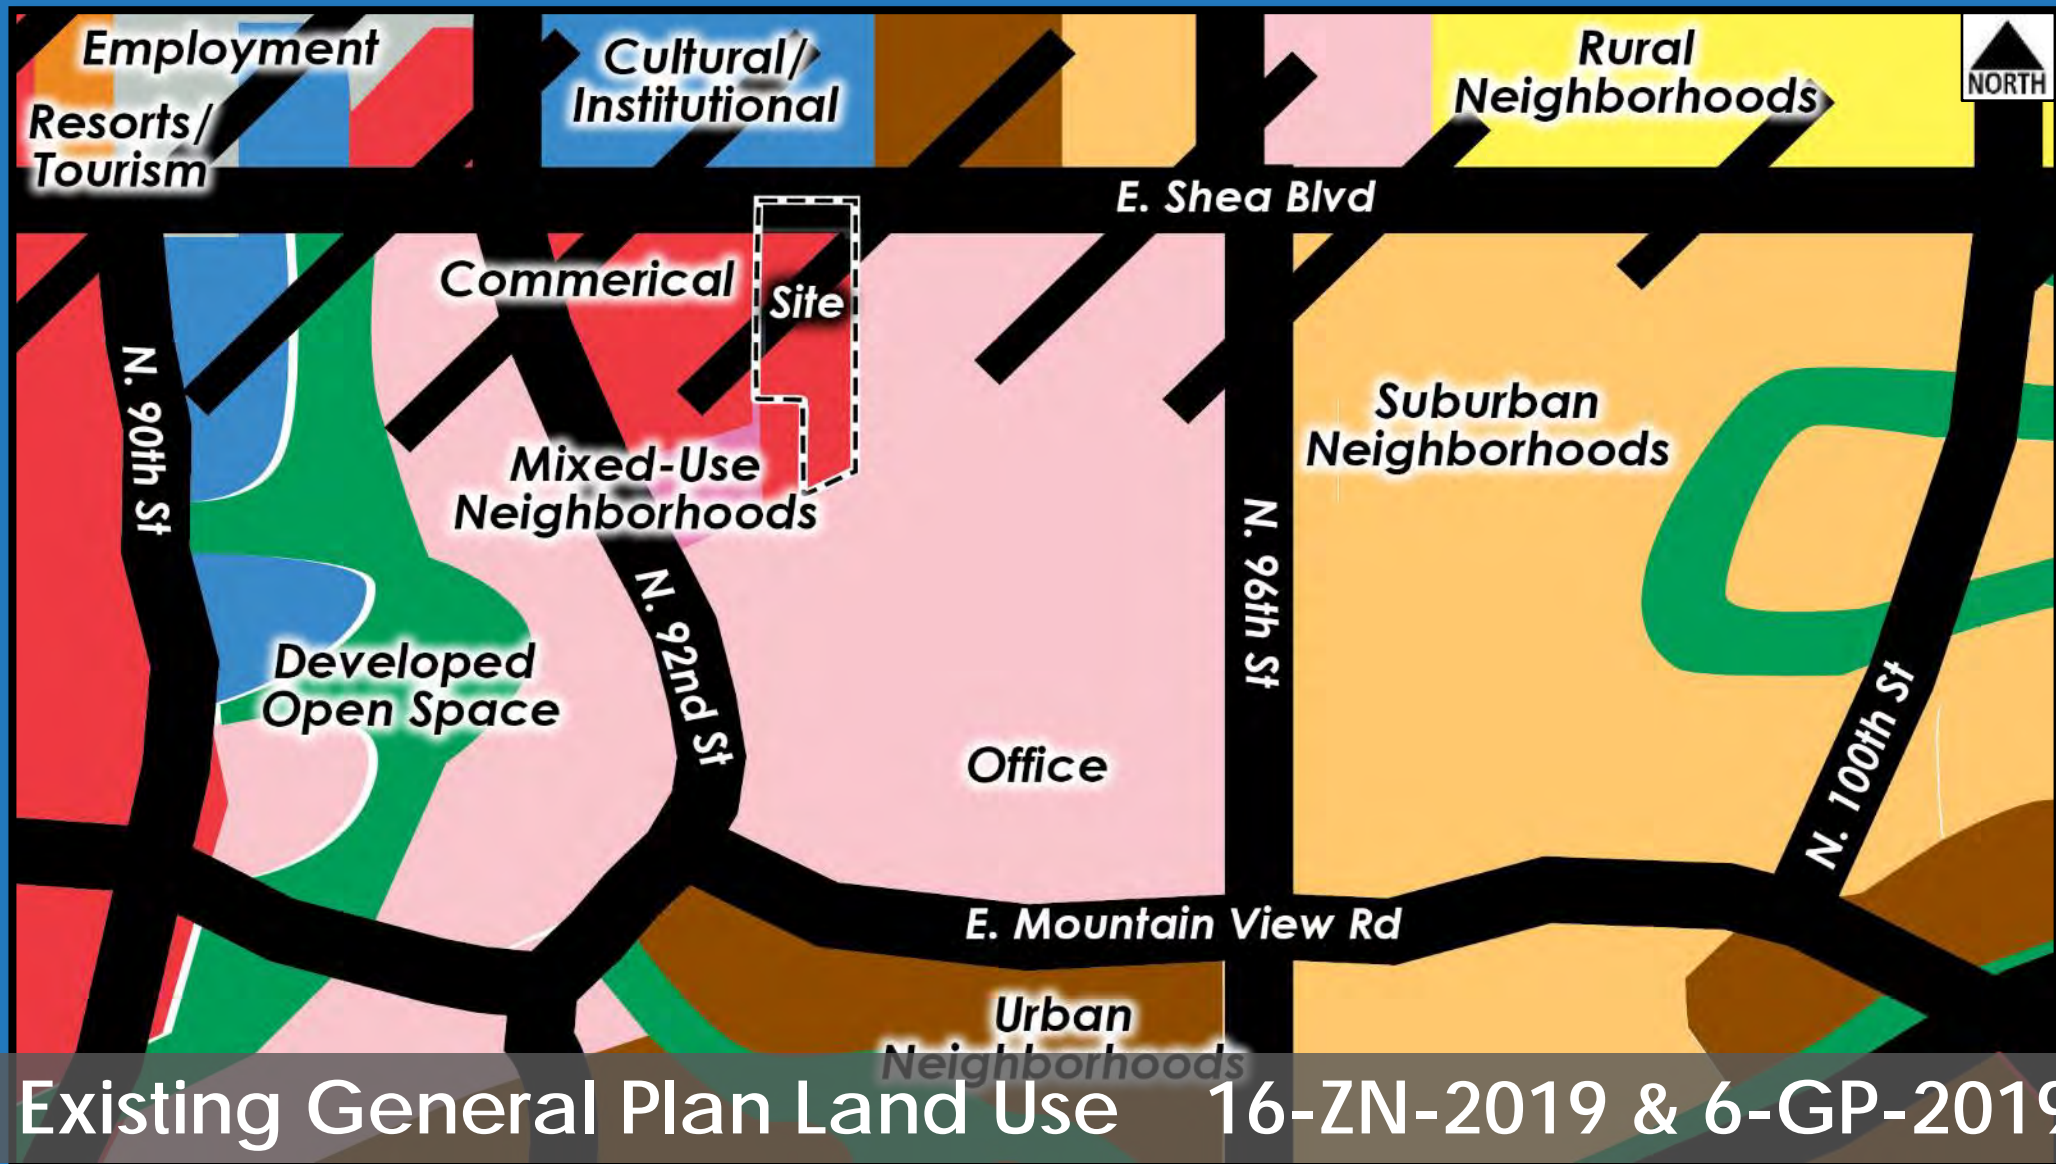 Employment
Cultural/
Institutional
Rural
Neighborhoods
NORTH
Resorts/
Tourism
E. Shea Blvd
Commerical
Site
N. 90th St
Suburban
Neighborhoods
Mixed-Use
Neighborhoods
N. 96th St
N. 92nd St
Developed
Open Space
Office
N. 100th St
E. Mountain View Rd
Urban
Neighborhoods
Existing General Plan Land Use 16-ZN-2019 & 6-GP-2019